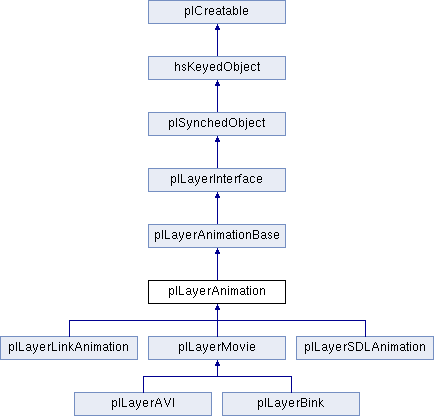 plCreatable
hsKeyedObject
plSynchedObject
plLayerInterface
plLayerAnimationBase
plLayerAnimation
plLayerLinkAnimation plLayerMovie plLayerSDLAnimation
plLayerAVI plLayerBink